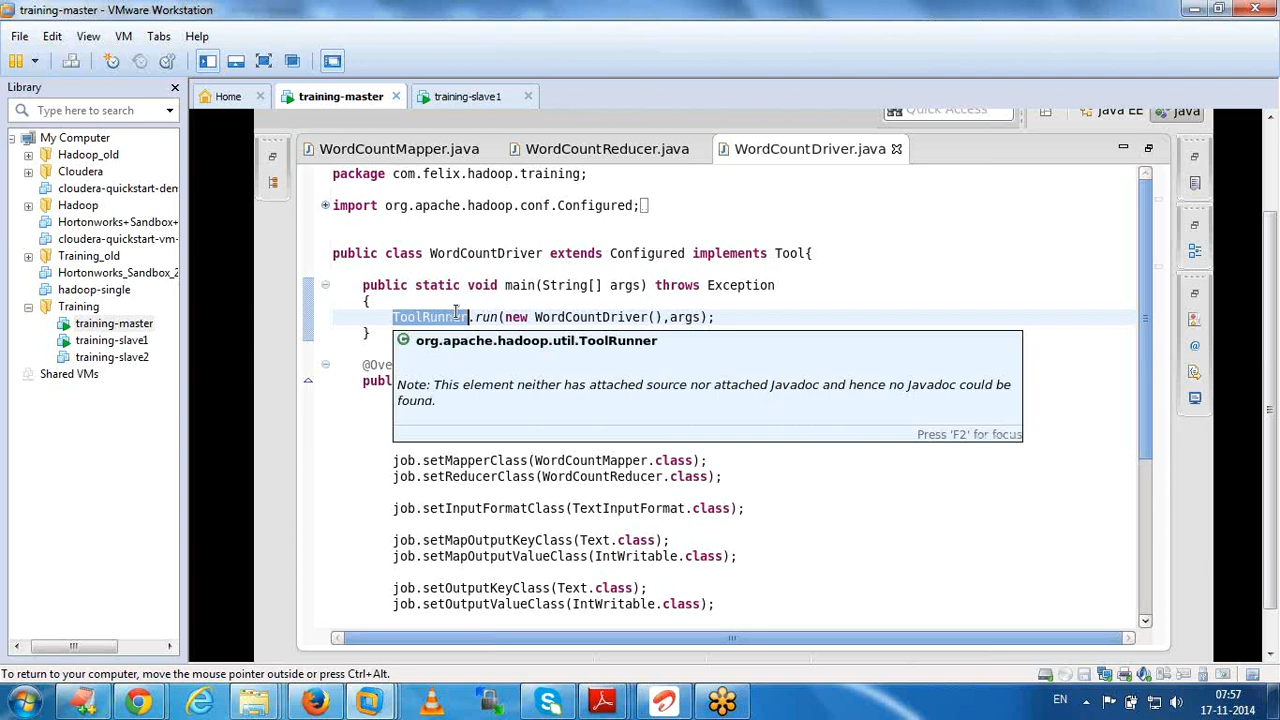 training-master - VMware Workstation
File Edit View VM Tabs Help
Library
Type here to search
Home
training-master
training-slave1
My Computer
Hadoop_old
Cloudera
cloudera-quickstart-den
Hadoop
Hortonworks+Sandbox+
cloudera-quickstart-vm-
Training_old
Hortonworks_Sandbox_2
hadoop-single
Training
training-master
training-slave1
training-slave2
Shared VMs
Quick Access
Java EE
Java
WordCountMapper.java
WordCountReducer.java
WordCountDriver.java
package com.felix.hadoop.training;
import org.apache.hadoop.conf.Configured;
public class WordCountDriver extends Configured implements Tool{
public static void main(String[] args) throws Exception
{
ToolRunner.run(new WordCountDriver(),args);
}
org.apache.hadoop.util.ToolRunner
@Ove
publ
Note: This element neither has attached source nor attached Javadoc and hence no Javadoc could be
found.
Press 'F2' for focus
job.setMapperClass(WordCountMapper.class);
job.setReducerClass(WordCountReducer.class);
job.setInputFormatClass(TextInputFormat.class);
job.setMapOutputKeyClass(Text.class);
job.setMapOutputValueClass(IntWritable.class);
job.setOutputKeyClass(Text.class);
job.setOutputValueClass(IntWritable.class);
To return to your computer, move the mouse pointer outside or press Ctrl+Alt.
EN
07:57
17-11-2014